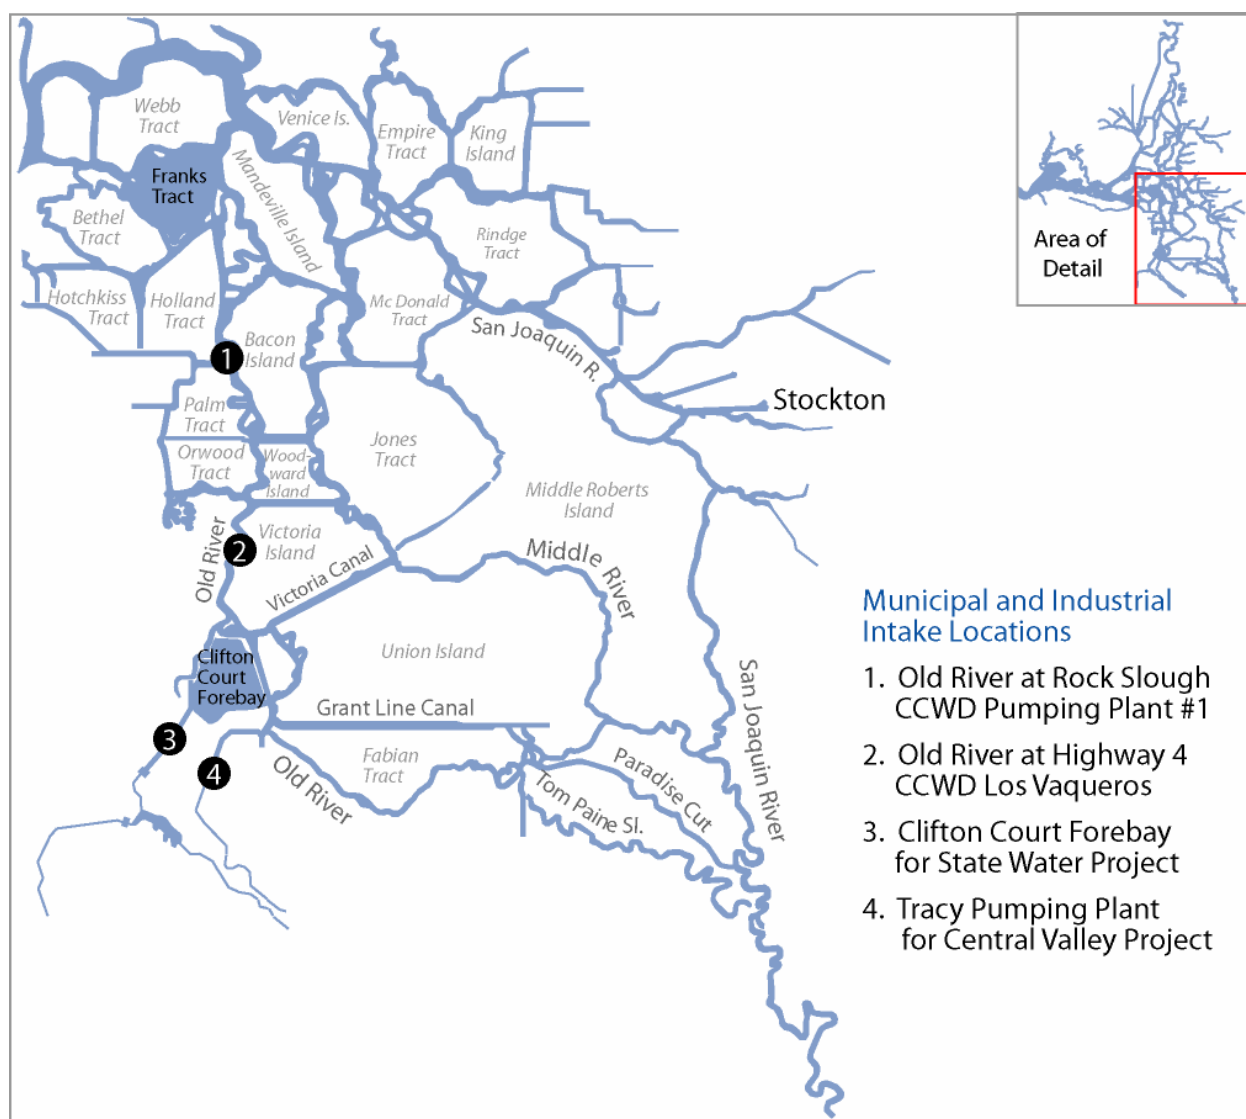 Webb
Tract
Venice Is.
Empire
Tract
King
Island
Franks
Tract
Mandeville Island
Bethel
Tract
Rindge
Tract
Area of
Detail
Hotchkiss
Tract
Holland
Tract
Mc Donald
Tract
San Joaquin R.
1
Bacon
Island
Stockton
Palm
Tract
Jones
Tract
Orwood
Tract
Wood-
ward
Island
Middle Roberts
Island
Old River
2
Victoria
Island
Victoria Canal
Middle River
Municipal and Industrial
Intake Locations
Clifton
Court
Forebay
Union Island
San Joaquin River
1. Old River at Rock Slough
CCWD Pumping Plant #1
Grant Line Canal
3
4
Old River
Fabian
Tract
Tom Paine Sl.
Paradise Cut
2. Old River at Highway 4
CCWD Los Vaqueros
3. Clifton Court Forebay
for State Water Project
4. Tracy Pumping Plant
for Central Valley Project